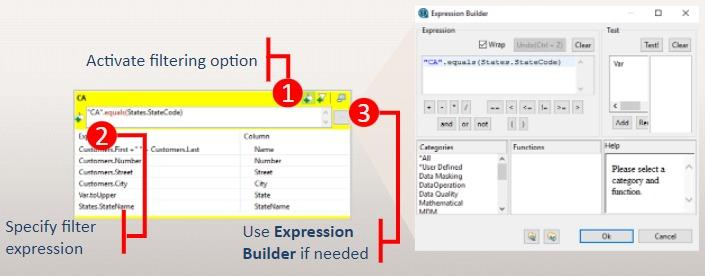 Activate filtering option
1
CA
"CA".equals(States.StateCode)
3
2
Column
Customers.First +" " + Customers.Last Name
Customers.Number Number
Customers.Street Street
Customers.City City
Var.toUpper State
States.StateName StateName
Specify filter
expression
Use Expression
Builder if needed
Expression Builder
Expression
Wrap Undo(Ctrl + Z) Clear
"CA".equals(States.StateCode)
+ - * / == < <= != >= >
and or not ( )
Test
Test! Clear
Var
Add
Categories
*All
*User Defined
Data Masking
DataOperation
Data Quality
Mathematical
MDM
Functions
Help
Please select a
category and
function.
Ok Cancel